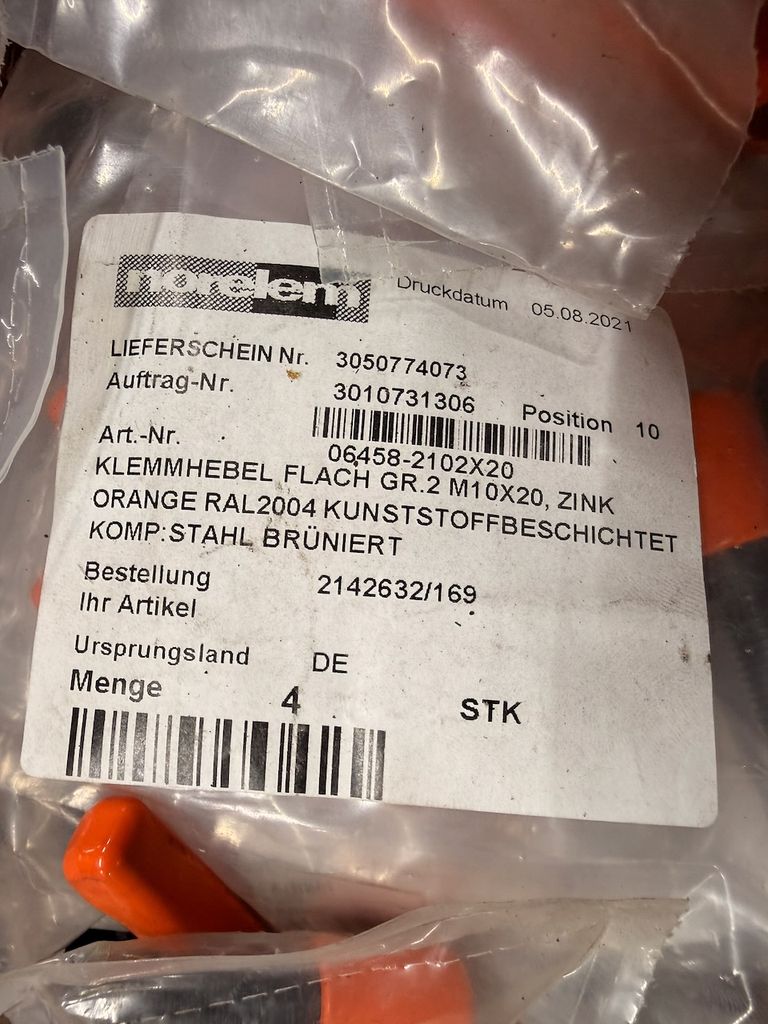 norelem
Druckdatum 05.08.2021
LIEFERSCHEIN Nr. 3050774073
Auftrag-Nr. 3010731306 Position 10
Art.-Nr. 06458-2102X20
KLEMMHEBEL FLACH GR.2 M10X20, ZINK
ORANGE RAL2004 KUNSTSTOFFBESCHICHTET
KOMP:STAHL BRÜNIERT
Bestellung 2142632/169
Ihr Artikel
Ursprungsland DE
Menge 4 STK